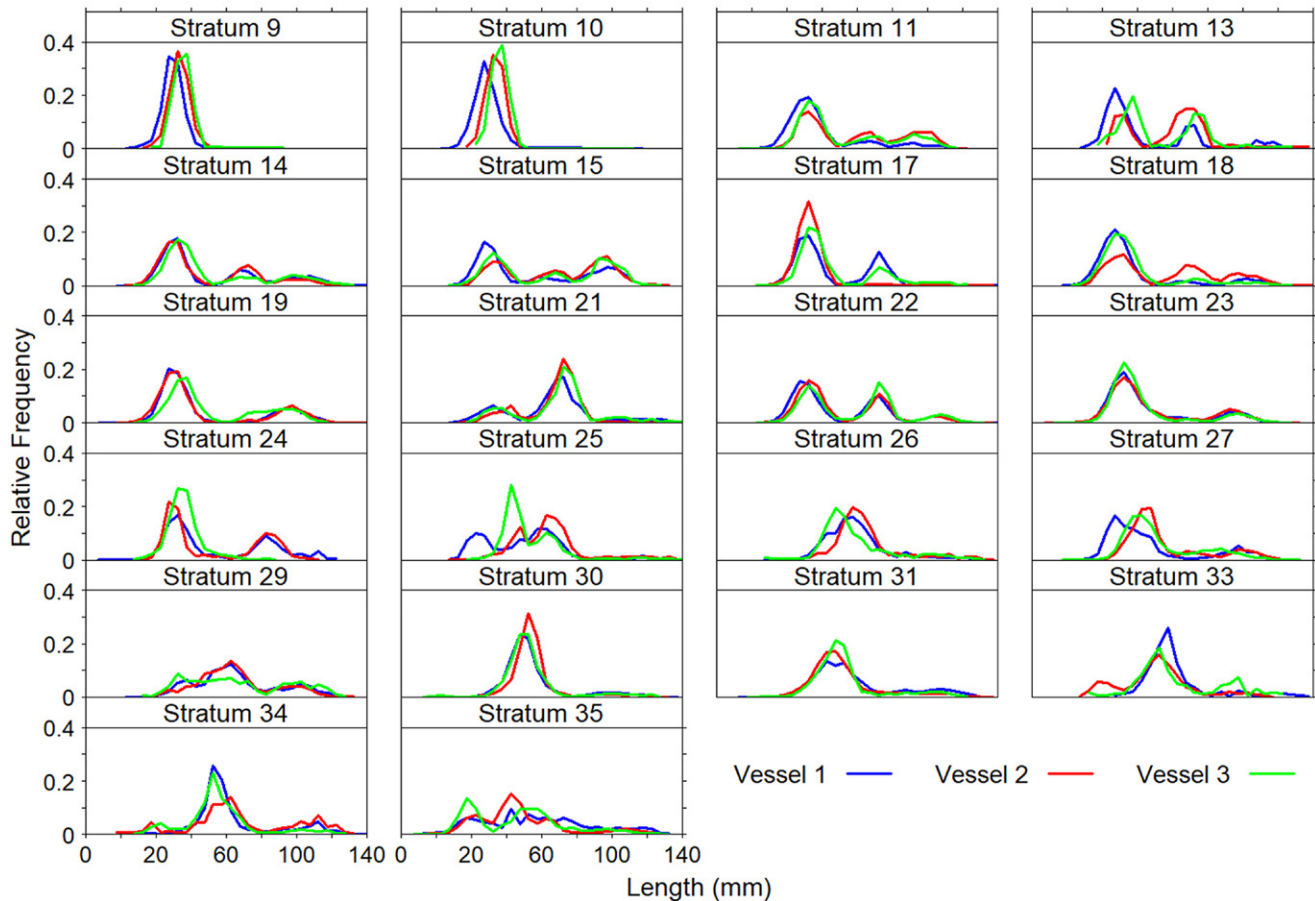 Stratum 9 Stratum 10 Stratum 11 Stratum 13
0.4
0.2
0
Stratum 14 Stratum 15 Stratum 17 Stratum 18
0.4
0.2
0
Stratum 19 Stratum 21 Stratum 22 Stratum 23
0.4
0.2
0
Stratum 24 Stratum 25 Stratum 26 Stratum 27
0.4
0.2
0
Stratum 29 Stratum 30 Stratum 31 Stratum 33
0.4
0.2
0
Stratum 34 Stratum 35
0.4
0.2
0
Vessel 1 Vessel 2 Vessel 3
0 20 60 100 140 0 20 60 100 140
Relative Frequency
Length (mm)